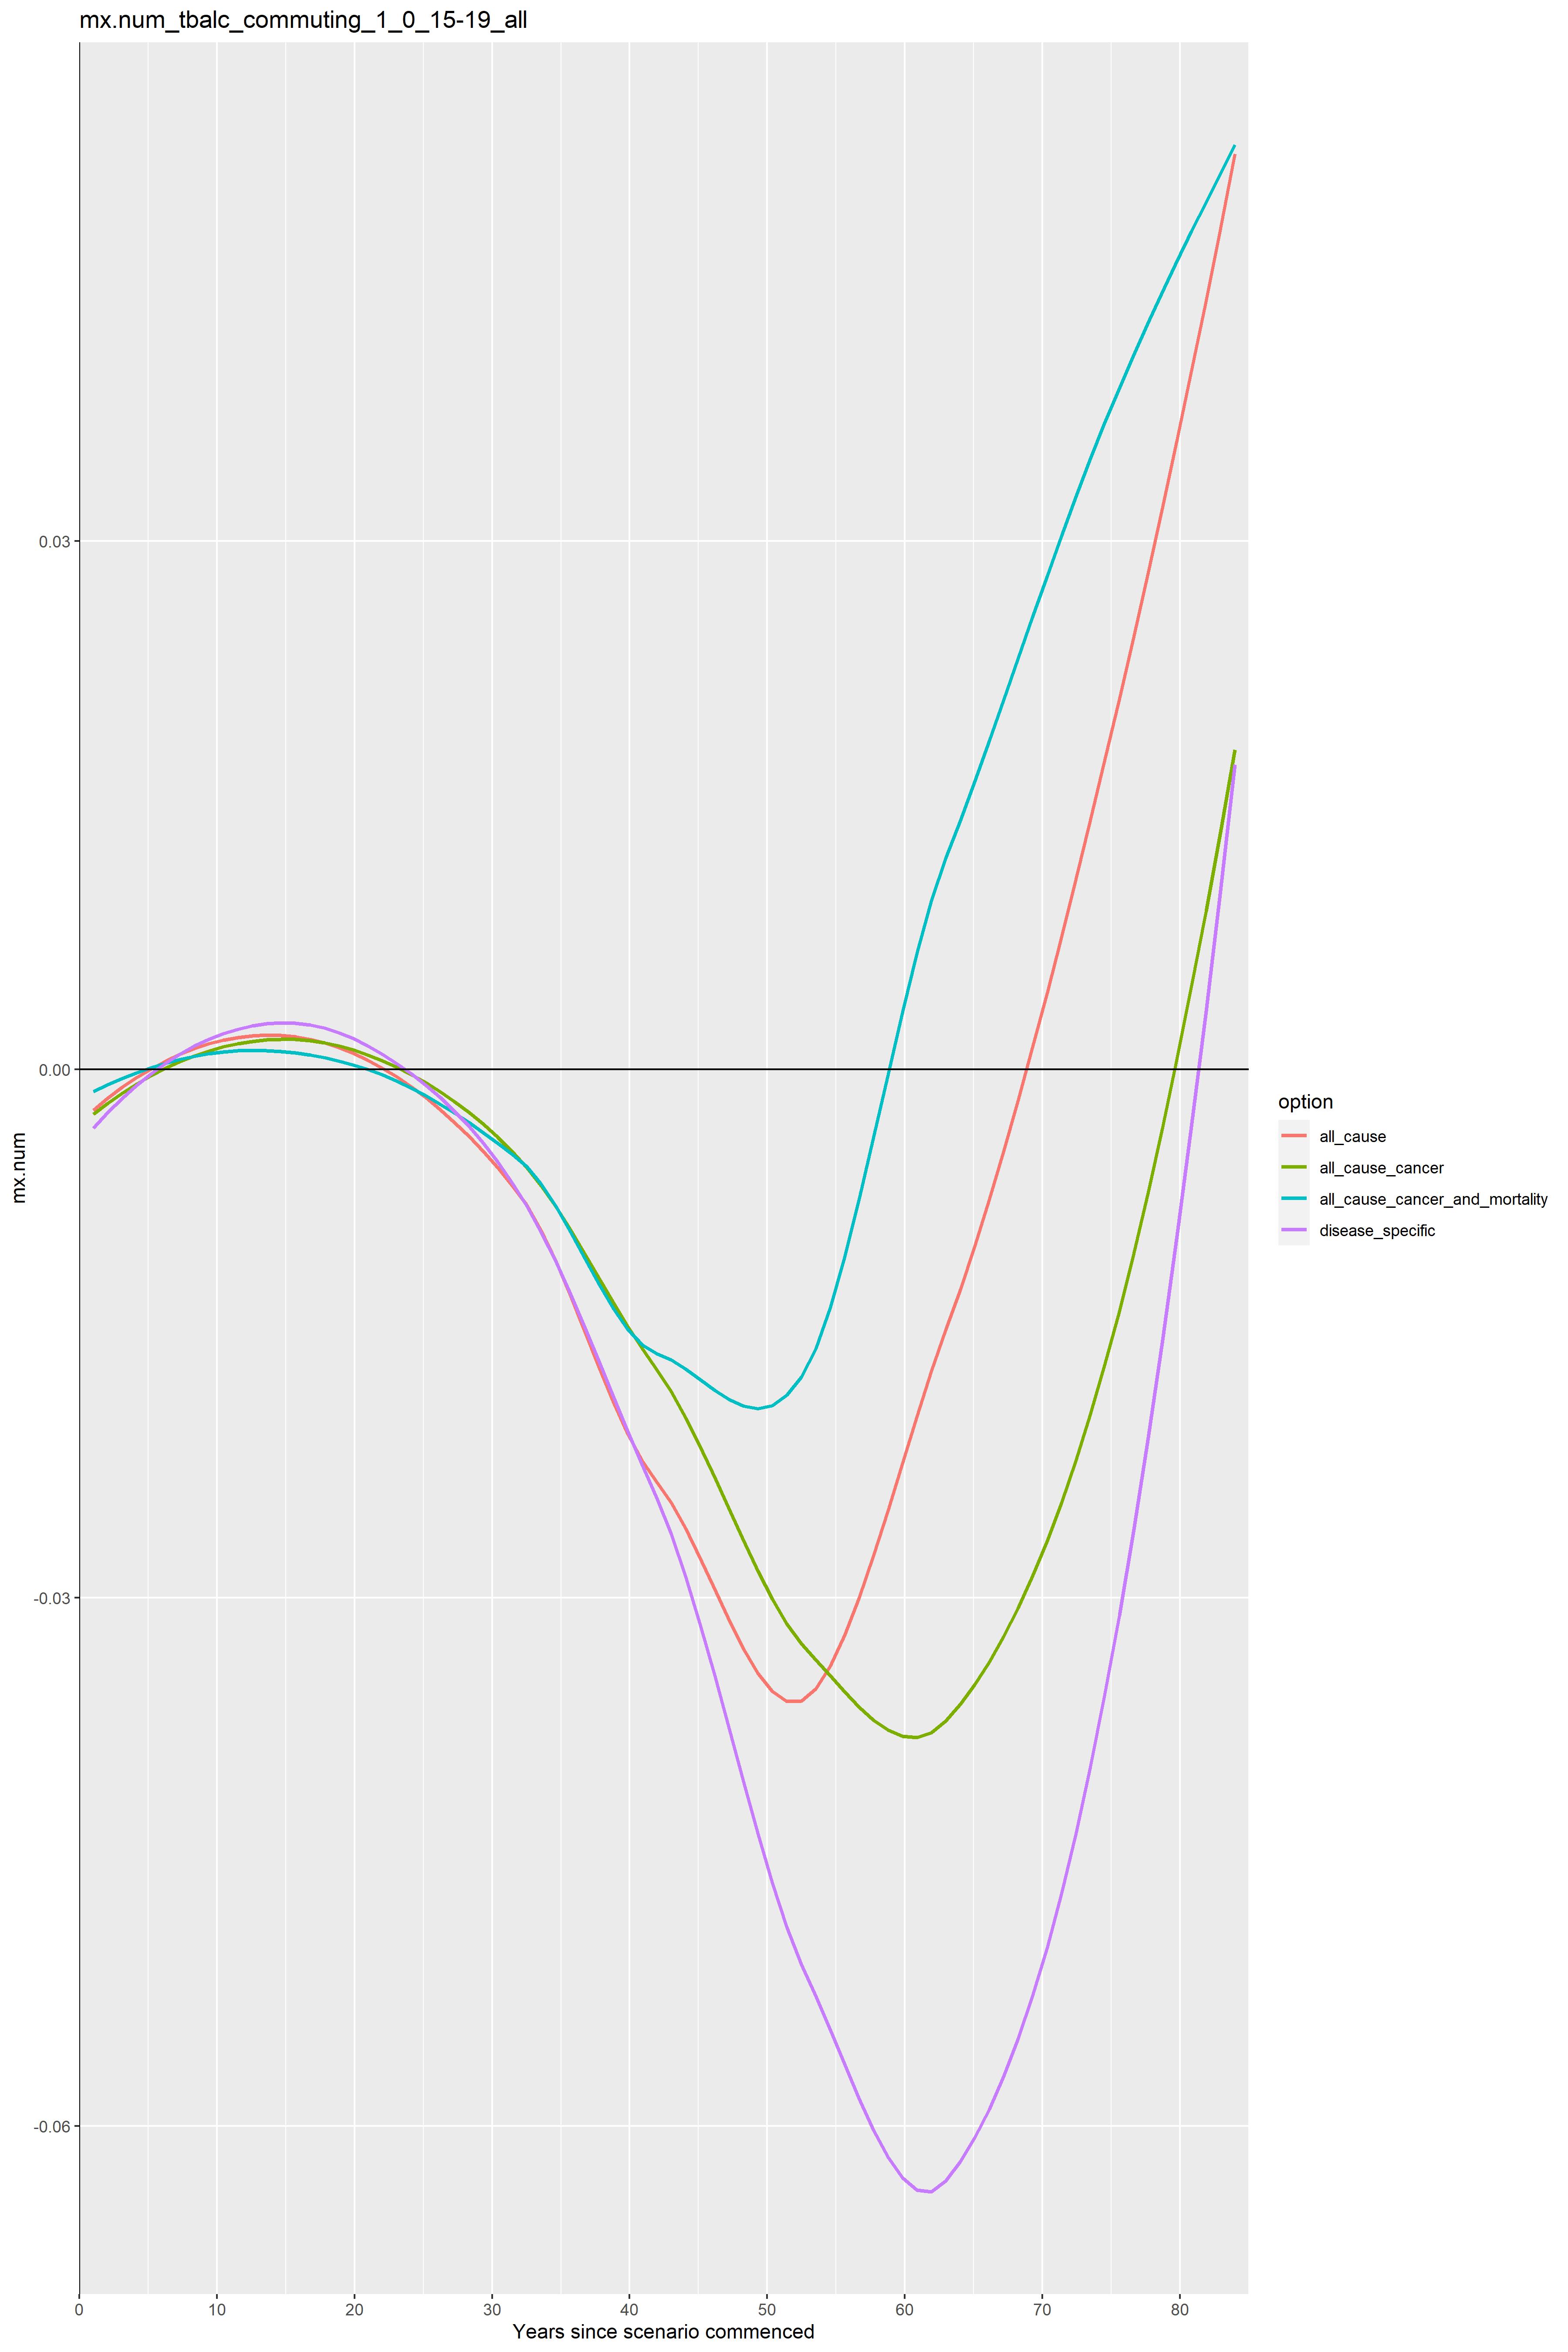 mx.num_tbalc_commuting_1_0_15-19_all
0.03
0.00
-0.03
-0.06
mx.num
0 10 20 30 40 50 60 70 80
Years since scenario commenced
option
all_cause
all_cause_cancer
all_cause_cancer_and_mortality
disease_specific